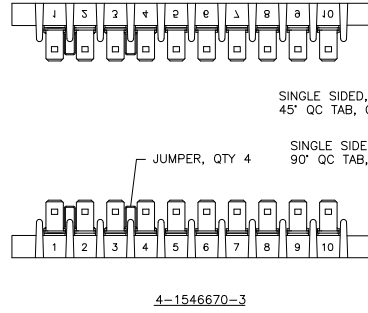 1 2 3 4 5 6 7 8 9 10
SINGLE SIDED,
45° QC TAB,
SINGLE SIDE
90° QC TAB,
JUMPER, QTY 4
1 2 3 4 5 6 7 8 9 10
4-1546670-3